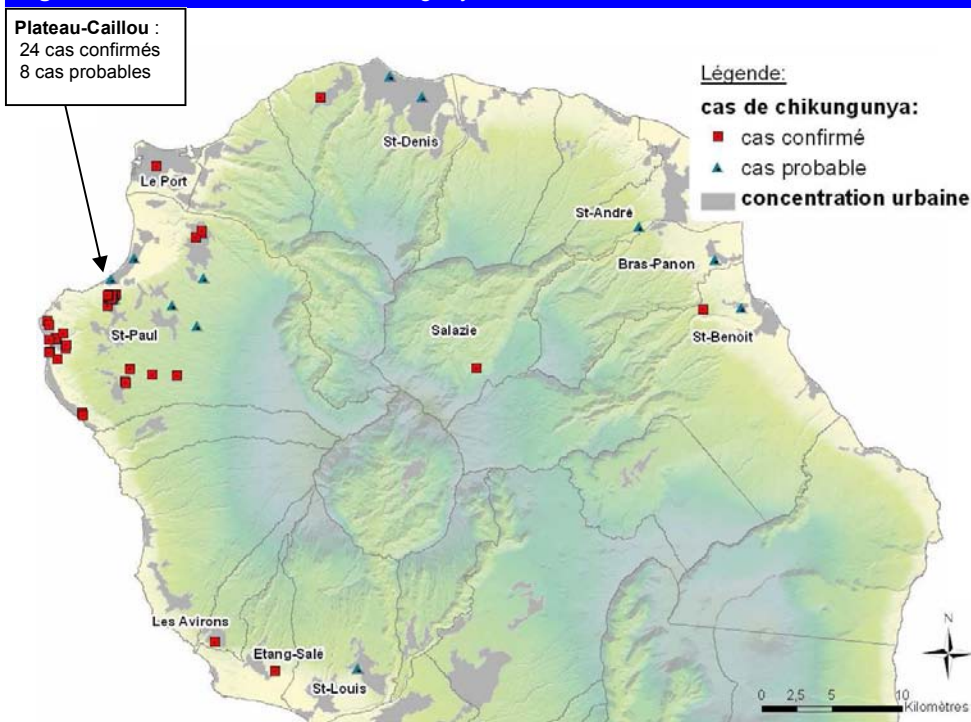 Plateau-Caillou :
24 cas confirmés
8 cas probables
Légende:
cas de chikungunya:
cas confirmé
cas probable
concentration urbaine
St-Denis
Le Port
St-André
Bras-Panon
St-Paul
Salazie
St-Benoit
Les Avirons
Etang-Salé
St-Louis
N
0 2,5 5 10
Kilomètres